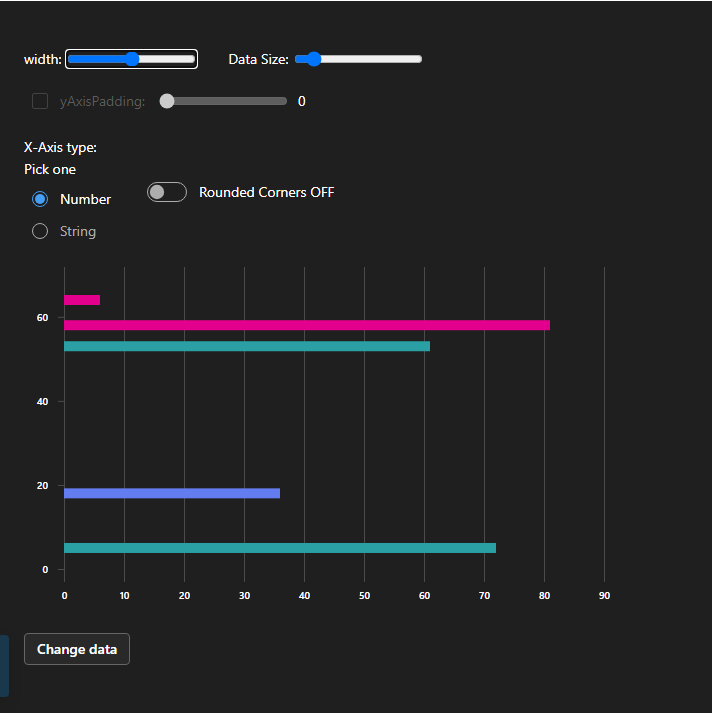 width: Data Size:
yAxisPadding: 0
X-Axis type:
Pick one
Number
Rounded Corners OFF
String
60
40
20
0
0 10 20 30 40 50 60 70 80 90
Change data